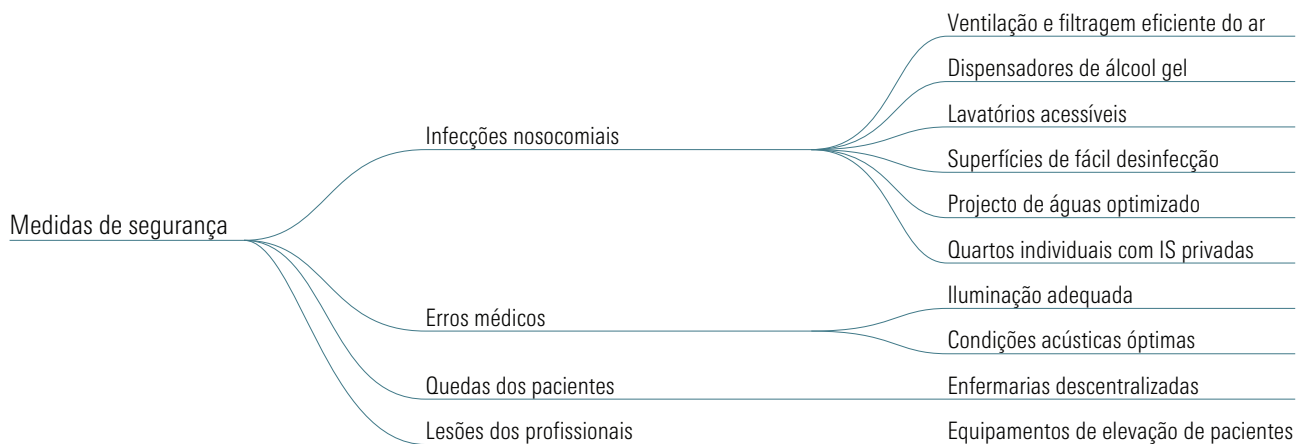 Medidas de segurança
Infecções nosocomiais
Ventilação e filtragem eficiente do ar
Dispensadores de álcool gel
Lavatórios acessíveis
Superfícies de fácil desinfecção
Projecto de águas optimizado
Quartos individuais com IS privadas
Erros médicos
Iluminação adequada
Condições acústicas óptimas
Quedas dos pacientes
Enfermarias descentralizadas
Lesões dos profissionais
Equipamentos de elevação de pacientes